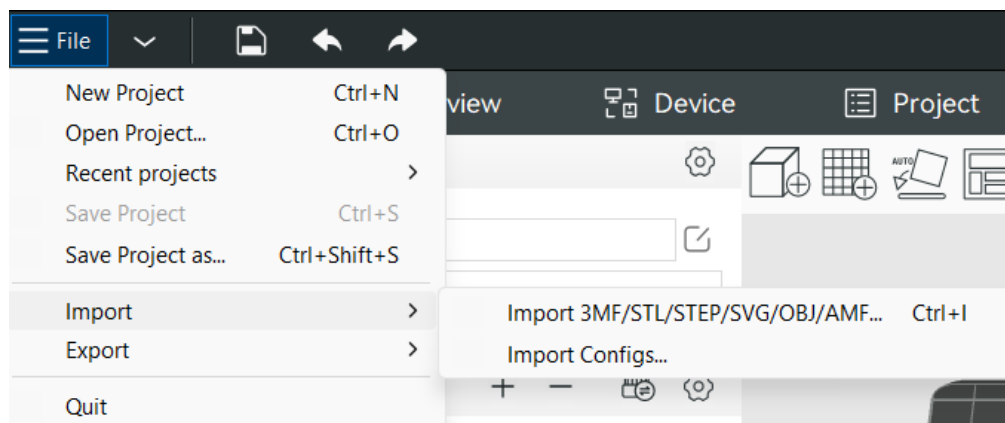 File
New Project Ctrl+N
Open Project... Ctrl+O
Recent projects
Save Project Ctrl+S
Save Project as... Ctrl+Shift+S
Import
Export
Quit
view
Device
Project
AUTO
Import 3MF/STL/STEP/SVG/OBJ/AMF... Ctrl+I
Import Configs...